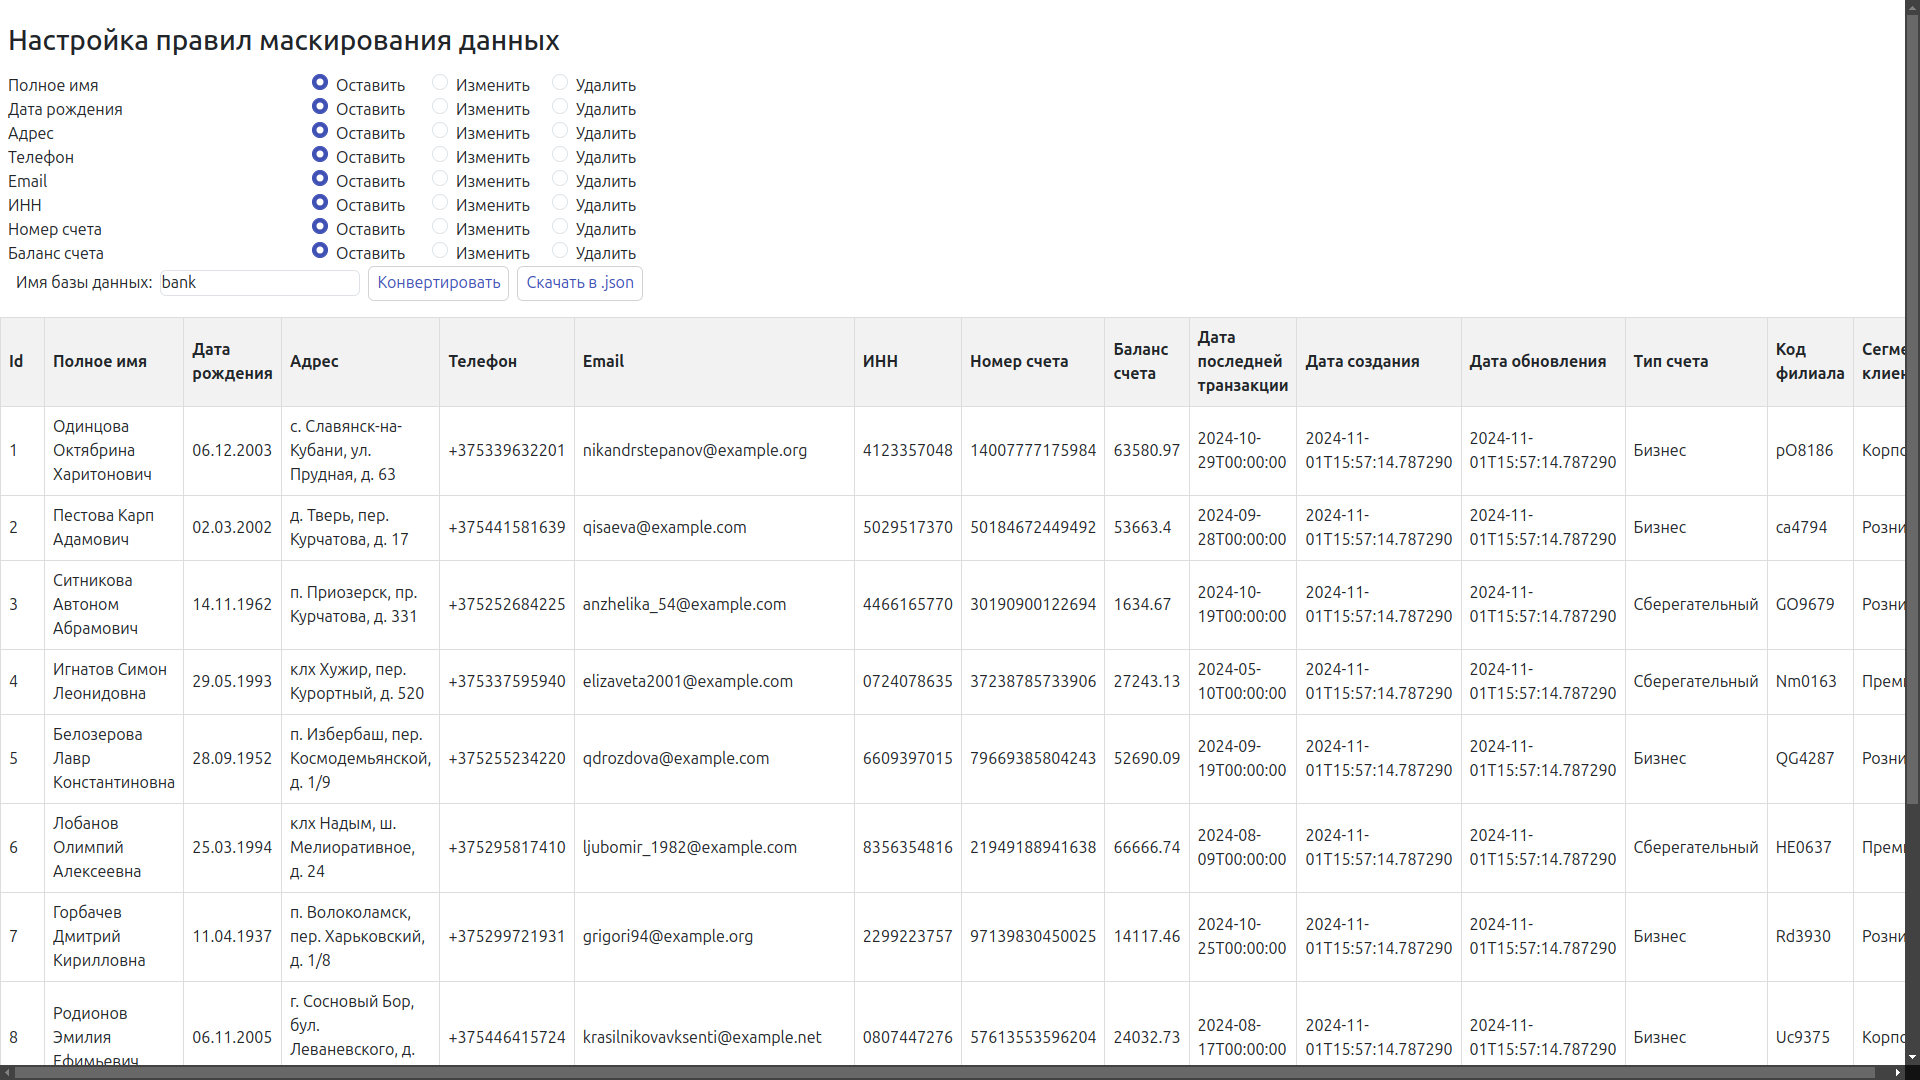 Настройка правил маскирования данных
Полное имя Оставить Изменить Удалить
Дата рождения Оставить Изменить Удалить
Адрес Оставить Изменить Удалить
Телефон Оставить Изменить Удалить
Email Оставить Изменить Удалить
ИНН Оставить Изменить Удалить
Номер счета Оставить Изменить Удалить
Баланс счета Оставить Изменить Удалить
Имя базы данных: bank Конвертировать Скачать в .json
Id Полное имя Дата рождения Адрес Телефон Email ИНН Номер счета Баланс счета Дата последней транзакции Дата создания Дата обновления Тип счета Код филиала
1 Одинцова Октябрина Харитонович 06.12.2003 с. Славянск-на-Кубани, ул. Прудная, д. 63 +375339632201 nikandrstepanov@example.org 4123357048 14007777175984 63580.97 2024-10-29T00:00:00 2024-11-01T15:57:14.787290 2024-11-01T15:57:14.787290 Бизнес pO8186
2 Пестова Карп Адамович 02.03.2002 д. Тверь, пер. Курчатова, д. 17 +375441581639 qisaeva@example.com 5029517370 50184672449492 53663.4 2024-09-28T00:00:00 2024-11-01T15:57:14.787290 2024-11-01T15:57:14.787290 Бизнес ca4794
3 Ситникова Автоном Абрамович 14.11.1962 п. Приозерск, пр. Курчатова, д. 331 +375252684225 anzhelika_54@example.com 4466165770 30190900122694 1634.67 2024-10-19T00:00:00 2024-11-01T15:57:14.787290 2024-11-01T15:57:14.787290 Сберегательный GO9679
4 Игнатов Симон Леонидовна 29.05.1993 клх Хужир, пер. Курортный, д. 520 +375337595940 elizaveta2001@example.com 0724078635 37238785733906 27243.13 2024-05-10T00:00:00 2024-11-01T15:57:14.787290 2024-11-01T15:57:14.787290 Сберегательный Nm0163
5 Белозерова Лавр Константиновна 28.09.1952 п. Избербаш, пер. Космодемьянской, д. 1/9 +375255234220 qdrozdova@example.com 6609397015 79669385804243 52690.09 2024-09-19T00:00:00 2024-11-01T15:57:14.787290 2024-11-01T15:57:14.787290 Бизнес QG4287
6 Лобанов Олимпий Алексеевна 25.03.1994 клх Надым, ш. Мелиоративное, д. 24 +375295817410 ljubomir_1982@example.com 8356354816 21949188941638 66666.74 2024-08-09T00:00:00 2024-11-01T15:57:14.787290 2024-11-01T15:57:14.787290 Сберегательный HE0637
7 Горбачев Дмитрий Кирилловна 11.04.1937 п. Волоколамск, пер. Харьковский, д. 1/8 +375299721931 grigori94@example.org 2299223757 97139830450025 14117.46 2024-10-25T00:00:00 2024-11-01T15:57:14.787290 2024-11-01T15:57:14.787290 Бизнес Rd3930
8 Родионов Эмилия Ефимьевич 06.11.2005 г. Сосновый Бор, бул. Леваневского, д. +375446415724 krasilnikovavksenti@example.net 0807447276 57613553596204 24032.73 2024-08-17T00:00:00 2024-11-01T15:57:14.787290 2024-11-01T15:57:14.787290 Бизнес Uc9375